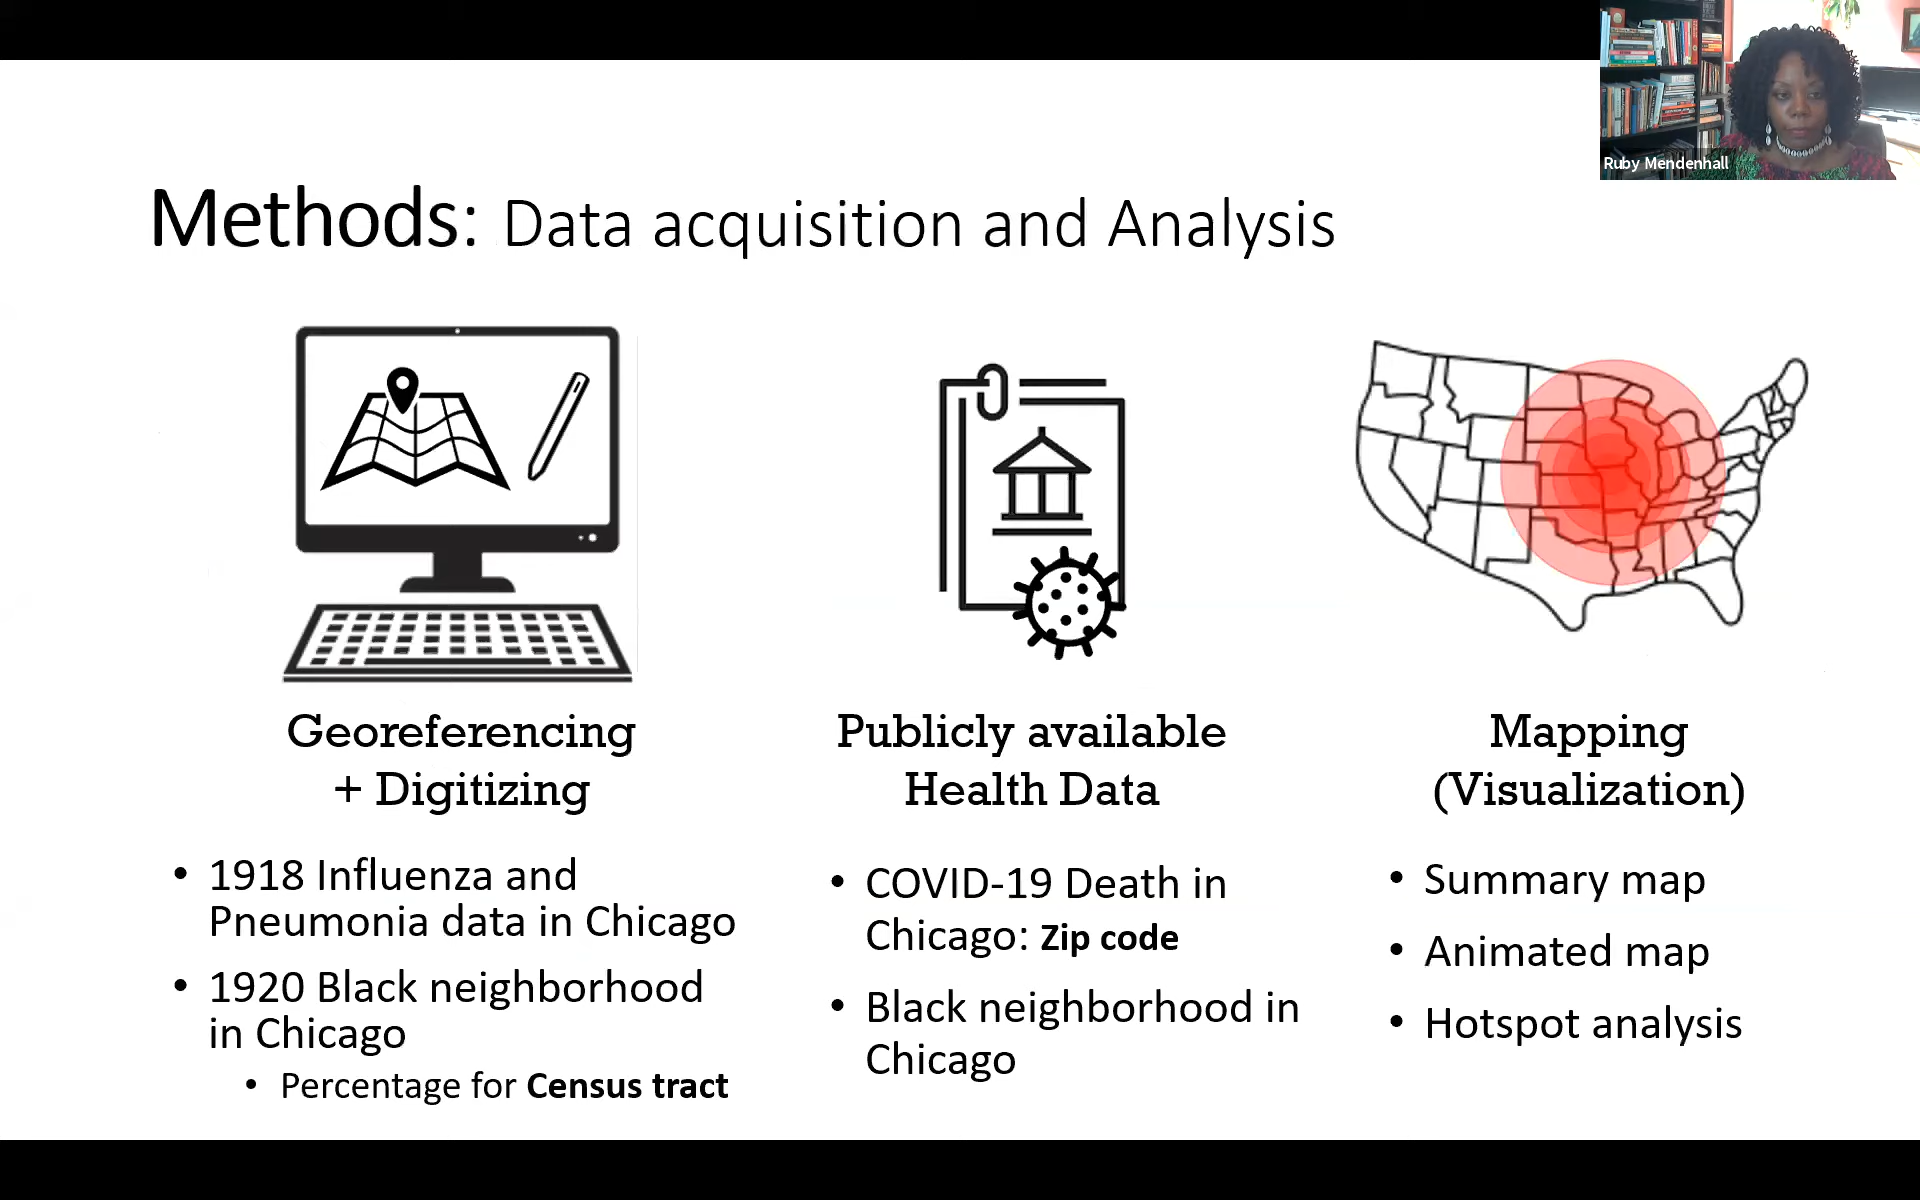 Ruby Mendenhall
Methods: Data acquisition and Analysis
Georeferencing
+ Digitizing
• 1918 Influenza and
Pneumonia data in Chicago
• 1920 Black neighborhood
in Chicago
• Percentage for Census tract
Publicly available
Health Data
• COVID-19 Death in
Chicago: Zip code
• Black neighborhood in
Chicago
Mapping
(Visualization)
• Summary map
• Animated map
• Hotspot analysis